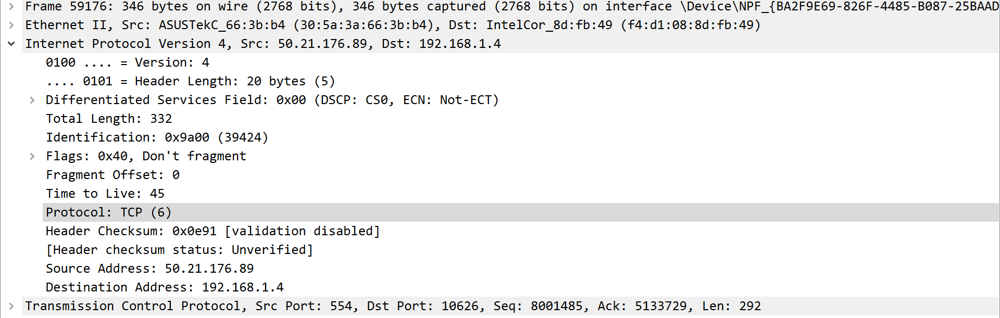 Frame 59176: 346 bytes on wire (2768 bits), 346 bytes captured (2768 bits) on interface \Device\NPF_{BA2F9E69-826F-4485-B087-25BAAD
Ethernet II, Src: ASUSTekC_66:3b:b4 (30:5a:3a:66:3b:b4), Dst: IntelCor_8d:fb:49 (f4:d1:08:8d:fb:49)
Internet Protocol Version 4, Src: 50.21.176.89, Dst: 192.168.1.4
0100 .... = Version: 4
.... 0101 = Header Length: 20 bytes (5)
Differentiated Services Field: 0x00 (DSCP: CS0, ECN: Not-ECT)
Total Length: 332
Identification: 0x9a00 (39424)
Flags: 0x40, Don't fragment
Fragment Offset: 0
Time to Live: 45
Protocol: TCP (6)
Header Checksum: 0x0e91 [validation disabled]
[Header checksum status: Unverified]
Source Address: 50.21.176.89
Destination Address: 192.168.1.4
Transmission Control Protocol, Src Port: 554, Dst Port: 10626, Seq: 8001485, Ack: 5133729, Len: 292